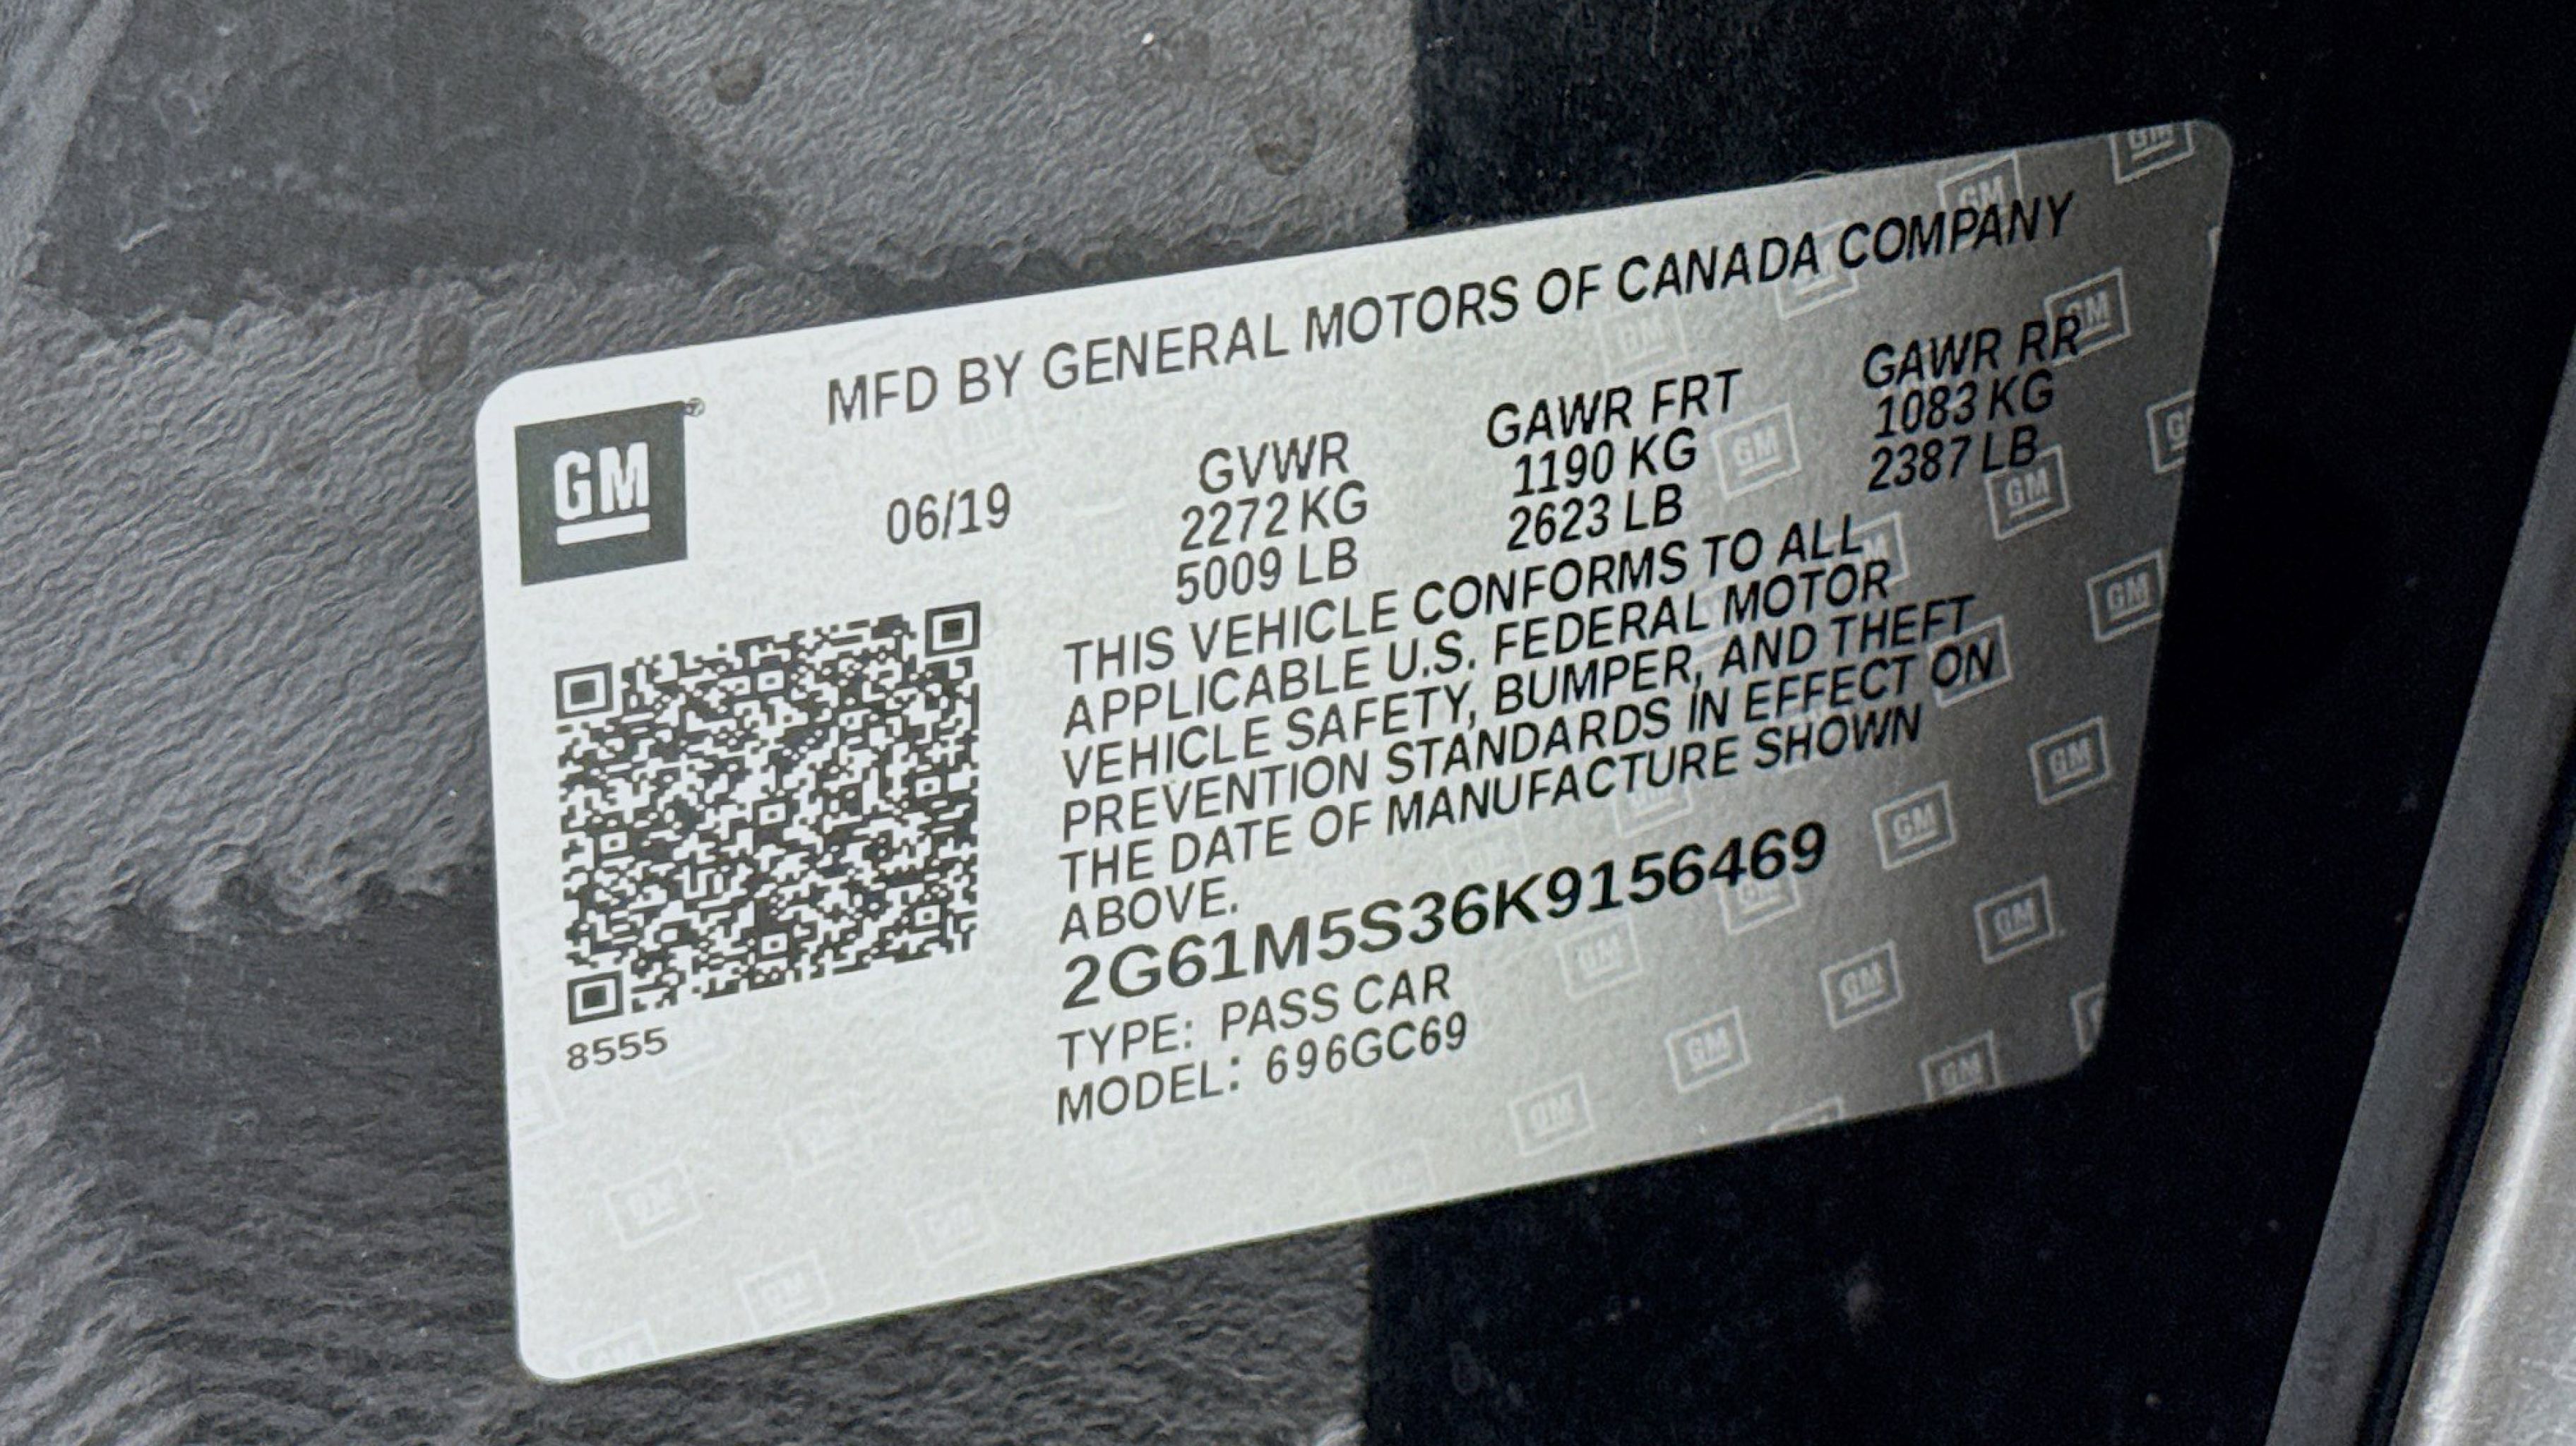 MFD BY GENERAL MOTORS OF CANADA COMPANY
GM
06/19
GVWR
2272 KG
5009 LB
GAWR FRT
1190 KG
2623 LB
GAWR RR
1083 KG
2387 LB
THIS VEHICLE CONFORMS TO ALL
APPLICABLE U.S. FEDERAL MOTOR
VEHICLE SAFETY, BUMPER, AND THEFT
PREVENTION STANDARDS IN EFFECT ON
THE DATE OF MANUFACTURE SHOWN
ABOVE.
2G61M5S36K9156469
TYPE: PASS CAR
MODEL: 696GC69
8555